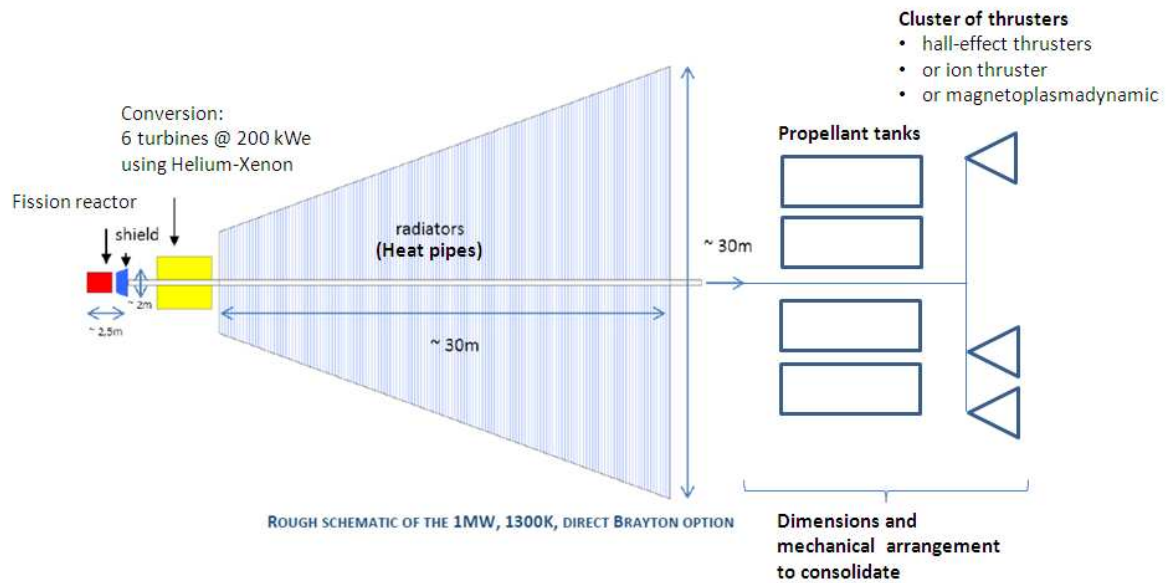 Cluster of thrusters
• hall-effect thrusters
• or ion thruster
• or magnetoplasmadynamic
Conversion:
6 turbines @ 200 kWe
using Helium-Xenon
Propellant tanks
Fission reactor
shield
radiators
(Heat pipes)
~ 30m
~ 2m
~ 2,5m
~ 30m
ROUGH SCHEMATIC OF THE 1MW, 1300K, DIRECT BRAYTON OPTION
Dimensions and
mechanical arrangement
to consolidate